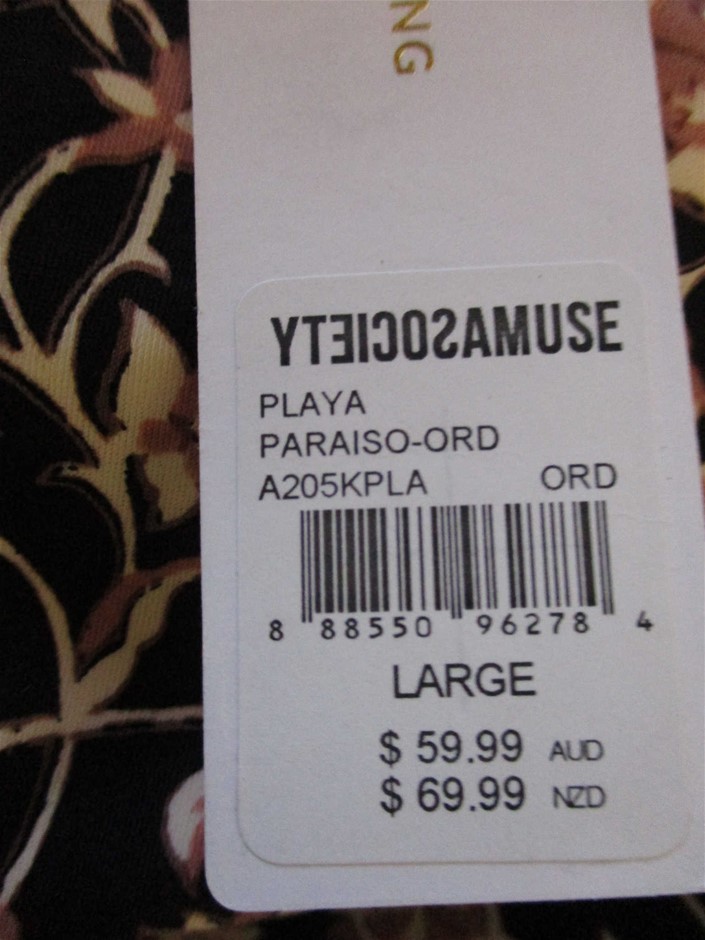 NG
YTEICOSAMUSE
PLAYA
PARAISO-ORD
A205KPLA ORD
8 88550 96278 4
LARGE
$ 59.99 AUD
$ 69.99 NZD